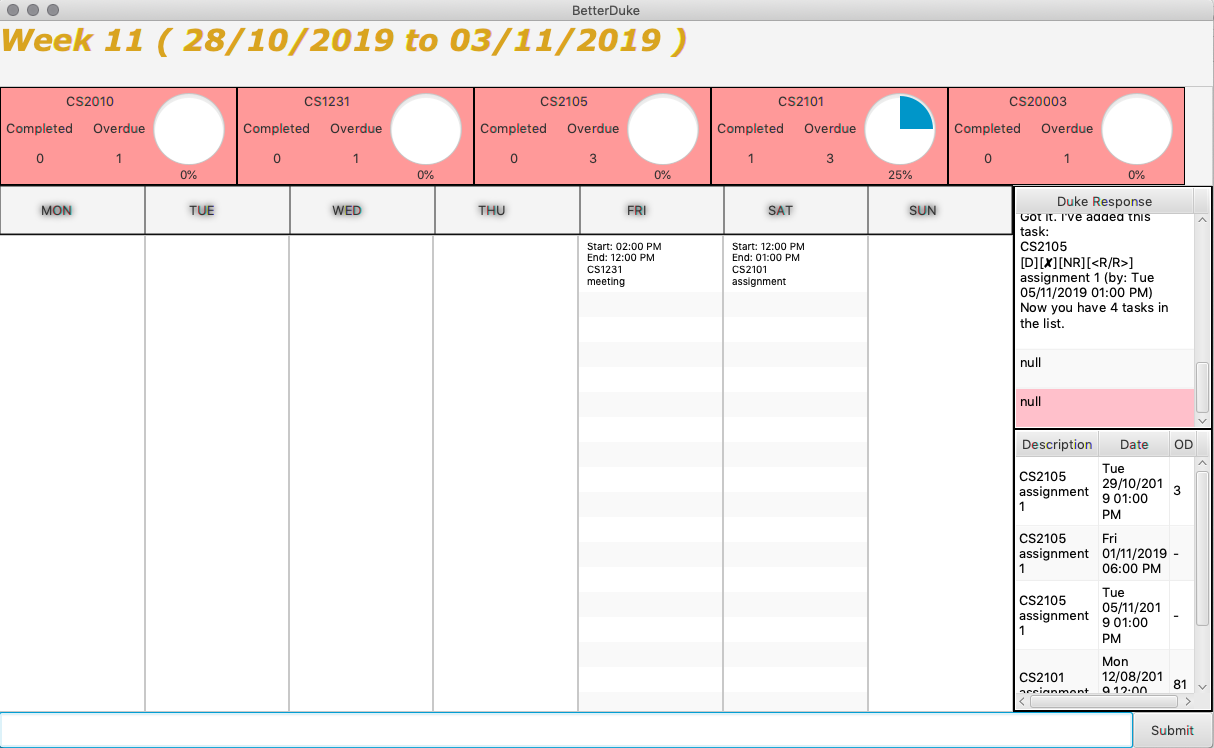 BetterDuke
Week 11 ( 28/10/2019 to 03/11/2019 )
CS2010
Completed Overdue
0 1
0%
CS1231
Completed Overdue
0 1
0%
CS2105
Completed Overdue
0 3
0%
CS2101
Completed Overdue
1 3
25%
CS20003
Completed Overdue
0 1
0%
MON TUE WED THU FRI SAT SUN
Start: 02:00 PM
End: 12:00 PM
CS1231
meeting
Start: 12:00 PM
End: 01:00 PM
CS2101
assignment
Duke Response
Got it. I've added this
task:
CS2105
[D][✗][NR][<R/R>]
assignment 1 (by: Tue
05/11/2019 01:00 PM)
Now you have 4 tasks in
the list.
null
null
Description Date OD
CS2105
assignment
1
Tue
29/10/201
9 01:00
PM
3
CS2105
assignment
1
Fri
01/11/2019
06:00 PM
-
CS2105
assignment
1
Tue
05/11/201
9 01:00
PM
-
CS2101
assignment
Mon
12/08/201
9 12:00
81
Submit